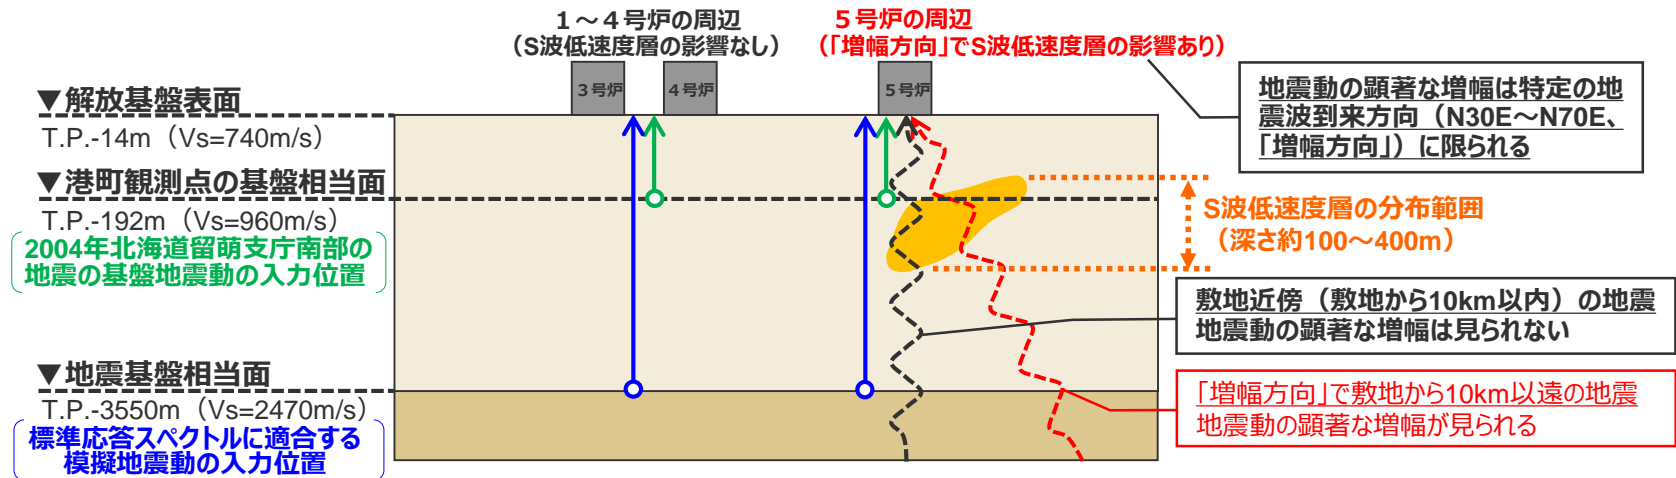 1～4号炉の周辺
（S波低速度層の影響なし）
5号炉の周辺
（「増幅方向」でS波低速度層の影響あり）
3号炉
4号炉
5号炉
▼解放基盤表面
T.P.-14m（Vs=740m/s）
▼港町観測点の基盤相当面
T.P.-192m（Vs=960m/s）
2004年北海道留萌支庁南部の
地震の基盤地震動の入力位置
▼地震基盤相当面
T.P.-3550m（Vs=2470m/s）
標準応答スペクトルに適合する
模擬地震動の入力位置
地震動の顕著な増幅は特定の地
震波到来方向（N30E～N70E、
「増幅方向」）に限られる
S波低速度層の分布範囲
（深さ約100～400m）
敷地近傍（敷地から10km以内）の地震
地震動の顕著な増幅は見られない
「増幅方向」で敷地から10km以遠の地震
地震動の顕著な増幅が見られる